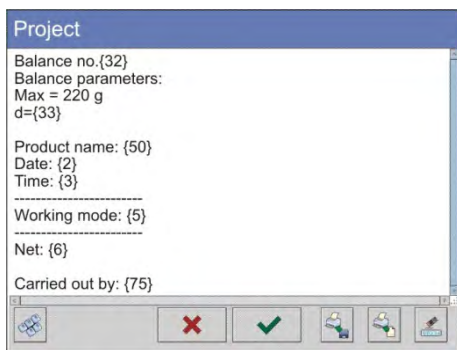 Project
Balance no.{32}
Balance parameters:
Max = 220 g
d={33}
Product name: {50}
Date: {2}
Time: {3}
------------------------
Working mode: {5}
------------------------
Net: {6}
Carried out by: {75}